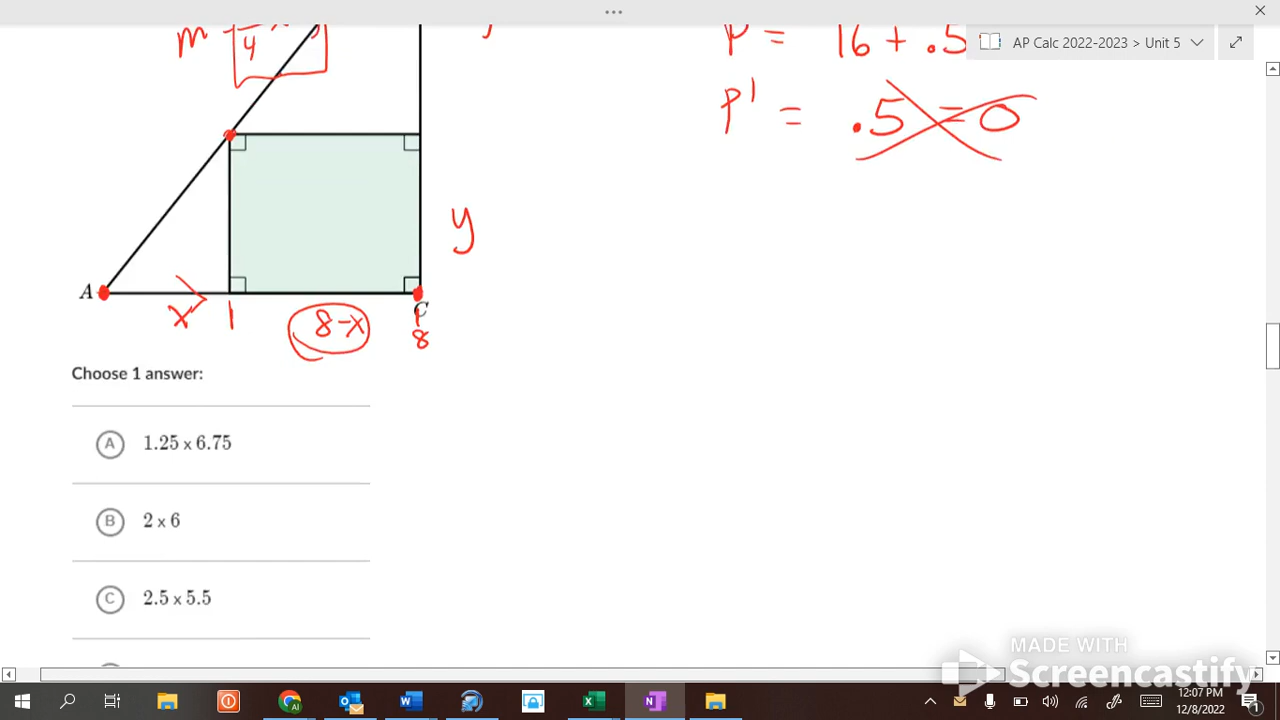 AP Calc 2022-2023 > Unit 5
P = 16 + .5
P' = .5 = 0
m =
4
y
A
x
1
8-x
C
8
Choose 1 answer:
A 1.25 x 6.75
B 2 x 6
C 2.5 x 5.5
MADE WITH
Screencastify
12:07 PM
12/8/2022